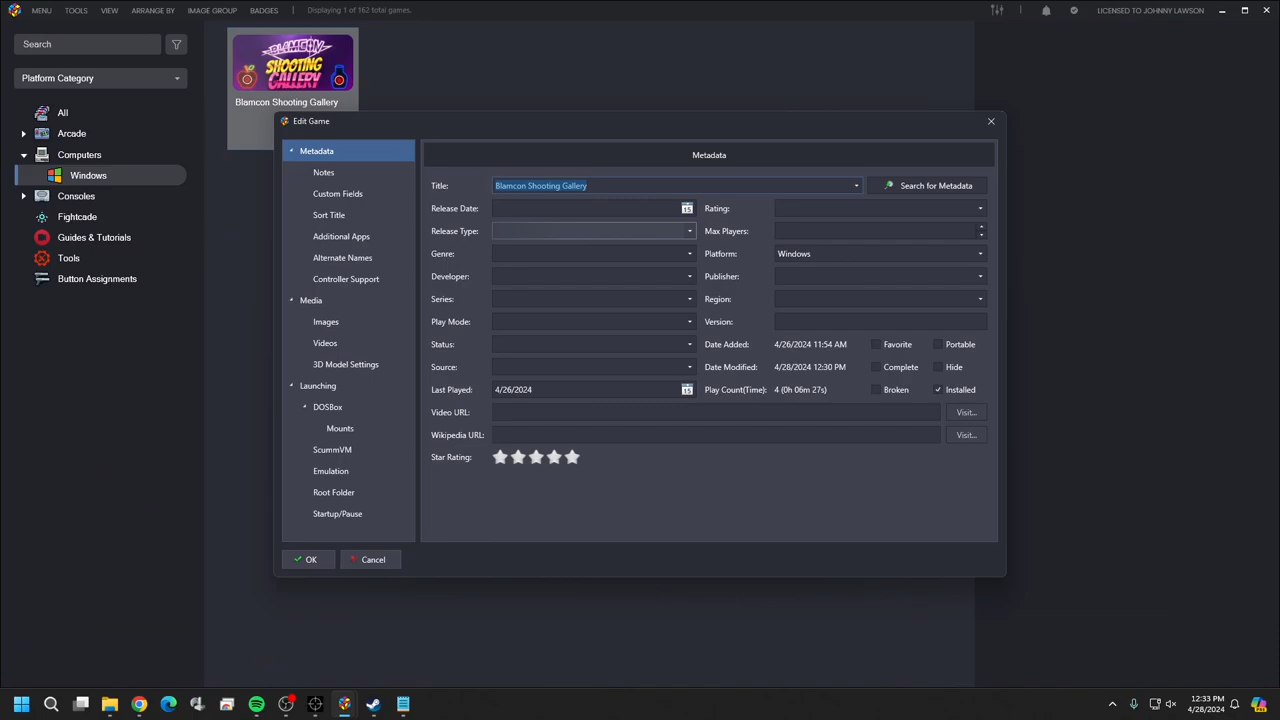 MENU TOOLS VIEW ARRANGE BY IMAGE GROUP BADGES Displaying 1 of 162 total games. LICENSED TO JOHNNY LAWSON
Search
Platform Category
All
Arcade
Computers
Windows
Consoles
Fightcade
Guides & Tutorials
Tools
Button Assignments
BLAMCON
SHOOTING
GALLERY
Blamcon Shooting Gallery
Edit Game
Metadata
Notes
Custom Fields
Sort Title
Additional Apps
Alternate Names
Controller Support
Media
Images
Videos
3D Model Settings
Launching
DOSBox
Mounts
ScummVM
Emulation
Root Folder
Startup/Pause
Metadata
Title: Blamcon Shooting Gallery Search for Metadata
Release Date: 15 Rating:
Release Type: Max Players:
Genre: Platform: Windows
Developer: Publisher:
Series: Region:
Play Mode: Version:
Status: Date Added: 4/26/2024 11:54 AM Favorite Portable
Source: Date Modified: 4/28/2024 12:30 PM Complete Hide
Last Played: 4/26/2024 15 Play Count(Time): 4 (0h 06m 27s) Broken Installed
Video URL: Visit...
Wikipedia URL: Visit...
Star Rating:
OK Cancel
12:33 PM
4/28/2024